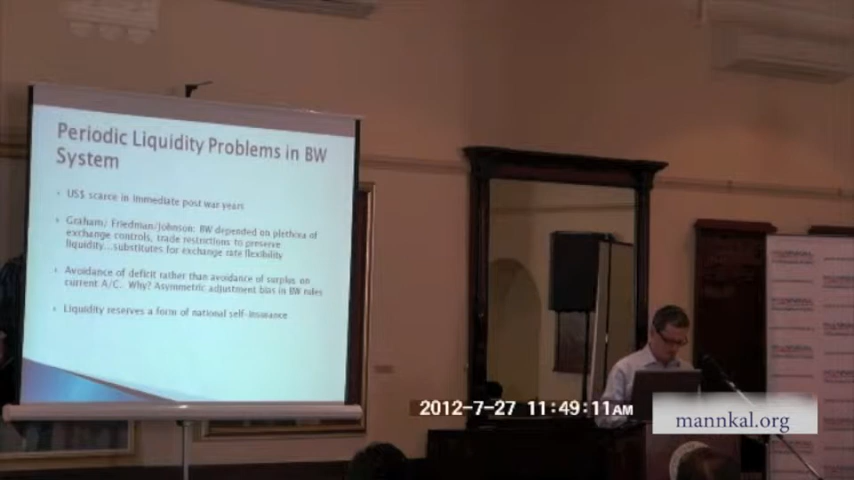 Periodic Liquidity Problems in BW
System
US$ scarce in immediate post war years
Graham/ Friedman/Johnson: BW depended on plethora of
exchange controls, trade restrictions to preserve
liquidity...substitutes for exchange rate flexibility
Avoidance of deficit rather than avoidance of surplus on
current A/C. Why? Asymmetric adjustment bias in BW rules
Liquidity reserves a form of national self-insurance
2012-7-27 11:49:11AM
mannkal.org